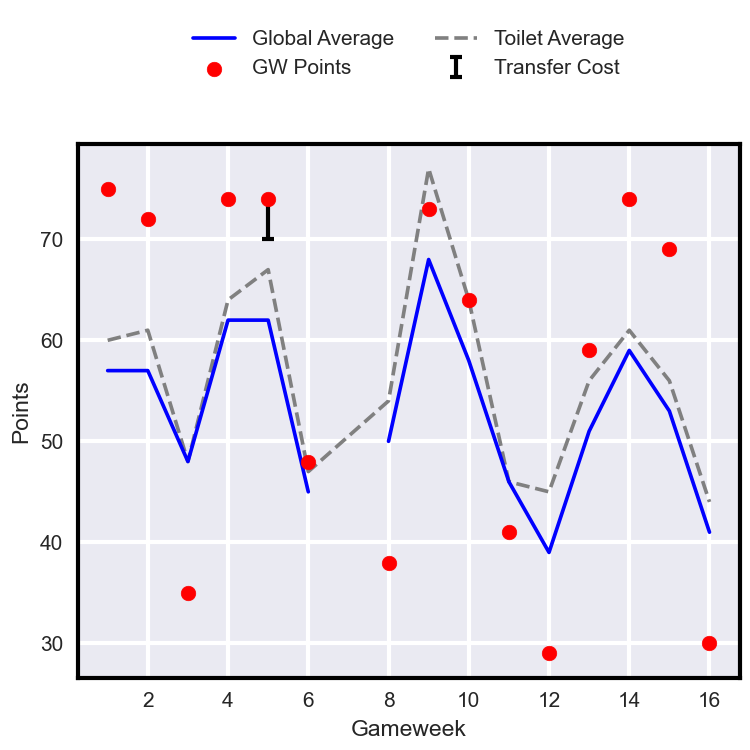 Global Average
Toilet Average
GW Points
Transfer Cost
70
60
50
40
30
Points
2 4 6 8 10 12 14 16
Gameweek